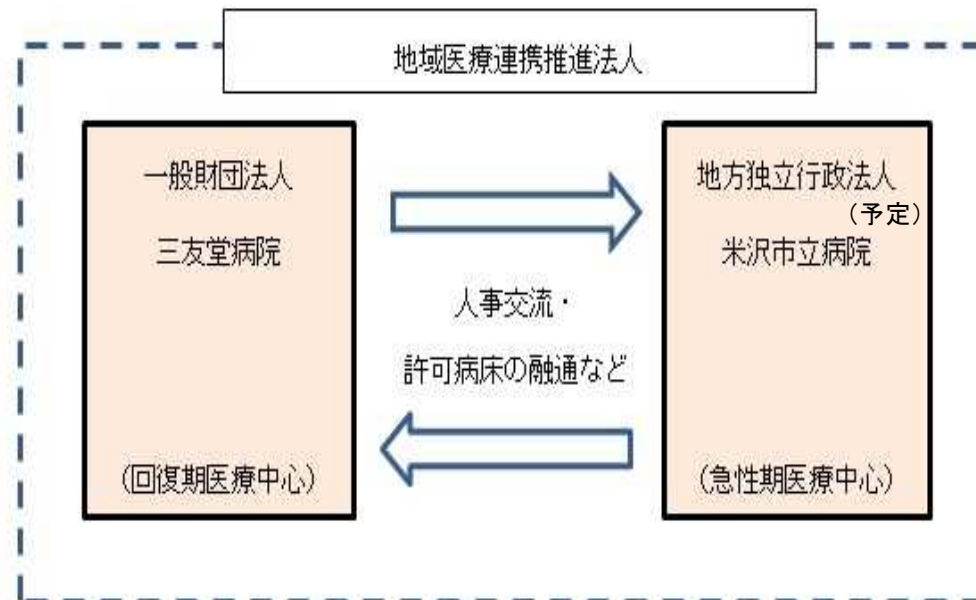 地域医療連携推進法人
一般財団法人
三友堂病院
(回復期医療中心)
人事交流・
許可病床の融通など
地方独立行政法人
(予定)
米沢市立病院
(急性期医療中心)